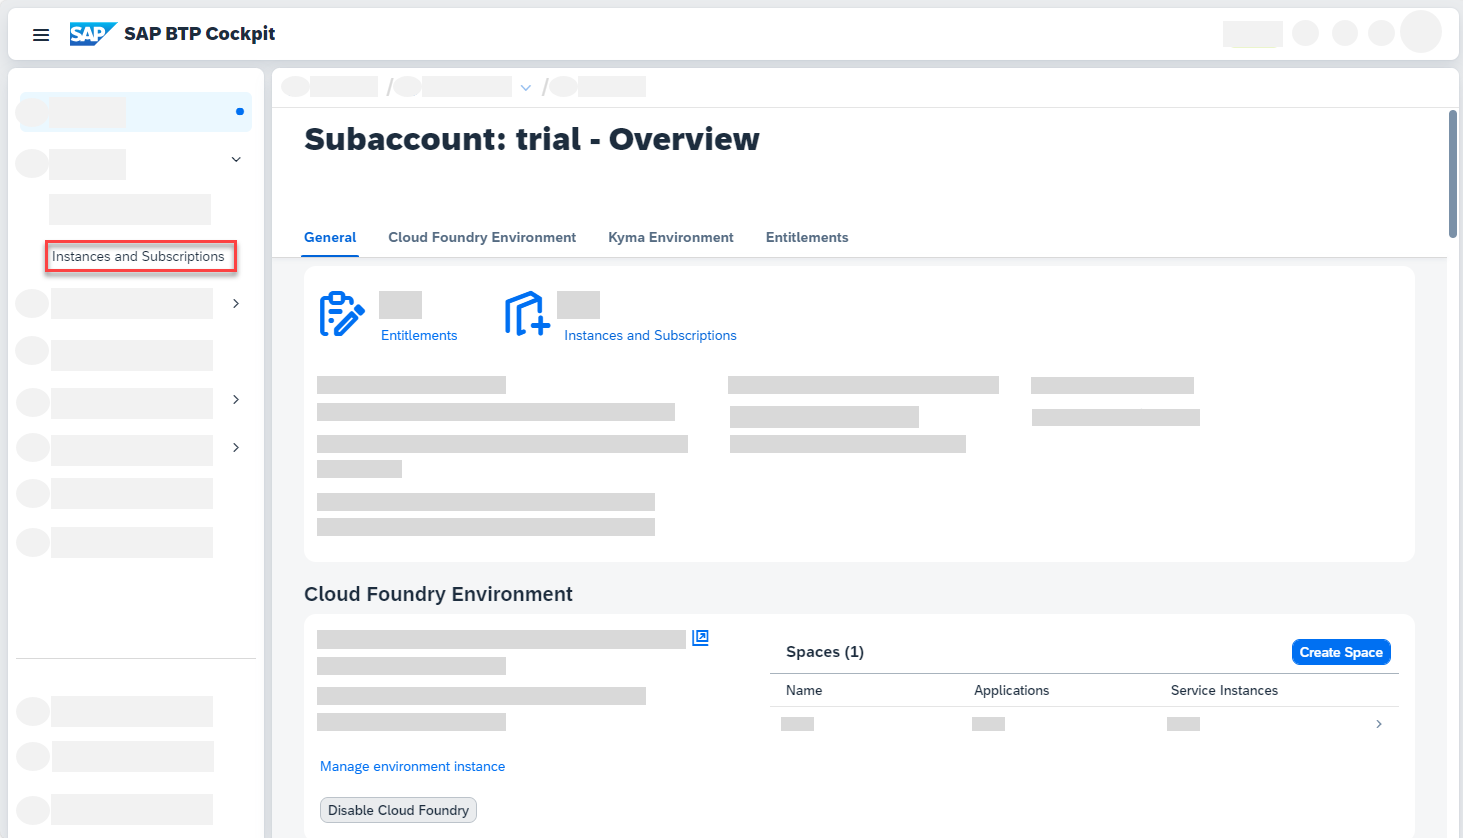 SAP SAP BTP Cockpit
/ /
Subaccount: trial - Overview
General Cloud Foundry Environment Kyma Environment Entitlements
Instances and Subscriptions
Entitlements Instances and Subscriptions
Cloud Foundry Environment
Spaces (1) Create Space
Name Applications Service Instances
Manage environment instance
Disable Cloud Foundry